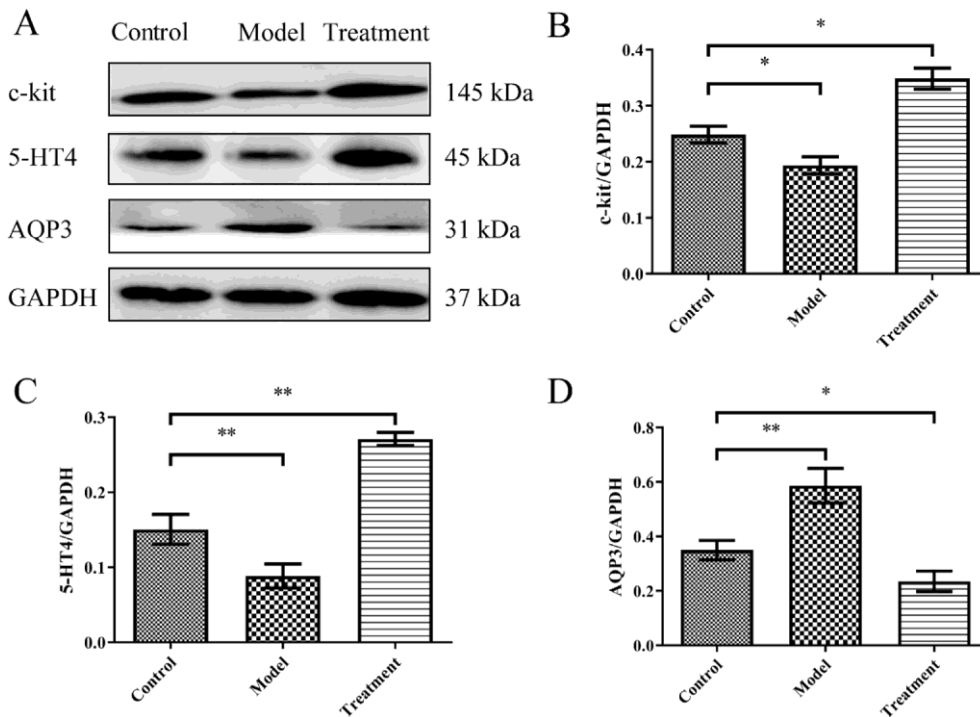 A
Control Model Treatment
c-kit 145 kDa
5-HT4 45 kDa
AQP3 31 kDa
GAPDH 37 kDa
B
*
*
c-kit/GAPDH
0.4
0.3
0.2
0.1
0.0
Control
Model
Treatment
C
**
**
5-HT4/GAPDH
0.3
0.2
0.1
0.0
Control
Model
Treatment
D
*
**
AQP3/GAPDH
0.8
0.6
0.4
0.2
0.0
Control
Model
Treatment